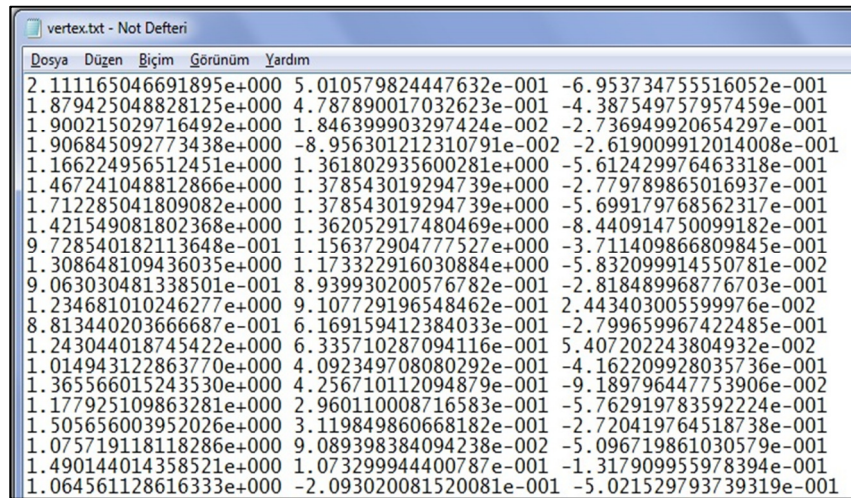 vertex.txt - Not Defteri
Dosya Düzen Biçim Görünüm Yardım
2.111165046691895e+000 5.010579824447632e-001 -6.953734755516052e-001
1.879425048828125e+000 4.787890017032623e-001 -4.387549757957459e-001
1.900215029716492e+000 1.846399903297424e-002 -2.736949920654297e-001
1.906845092773438e+000 -8.956301212310791e-002 -2.619009912014008e-001
1.166224956512451e+000 1.361802935600281e+000 -5.612429976463318e-001
1.467241048812866e+000 1.378543019294739e+000 -2.779789865016937e-001
1.712285041809082e+000 1.378543019294739e+000 -5.699179768562317e-001
1.421549081802368e+000 1.362052917480469e+000 -8.440914750099182e-001
9.728540182113648e-001 1.156372904777527e+000 -3.711409866809845e-001
1.308648109436035e+000 1.173322916030884e+000 -5.832099914550781e-002
9.063030481338501e-001 8.939930200576782e-001 -2.818489968776703e-001
1.234681010246277e+000 9.107729196548462e-001 2.443403005599976e-002
8.813440203666687e-001 6.169159412384033e-001 -2.799659967422485e-001
1.243044018745422e+000 6.335710287094116e-001 5.407202243804932e-002
1.014943122863770e+000 4.092349708080292e-001 -4.162209928035736e-001
1.365566015243530e+000 4.256710112094879e-001 -9.189796447753906e-002
1.177925109863281e+000 2.960110008716583e-001 -5.762919783592224e-001
1.505656003952026e+000 3.119849860668182e-001 -2.720419764518738e-001
1.075719118118286e+000 9.089398384094238e-002 -5.096719861030579e-001
1.490144014358521e+000 1.073299944400787e-001 -1.317909955978394e-001
1.064561128616333e+000 -2.093020081520081e-001 -5.021529793739319e-001